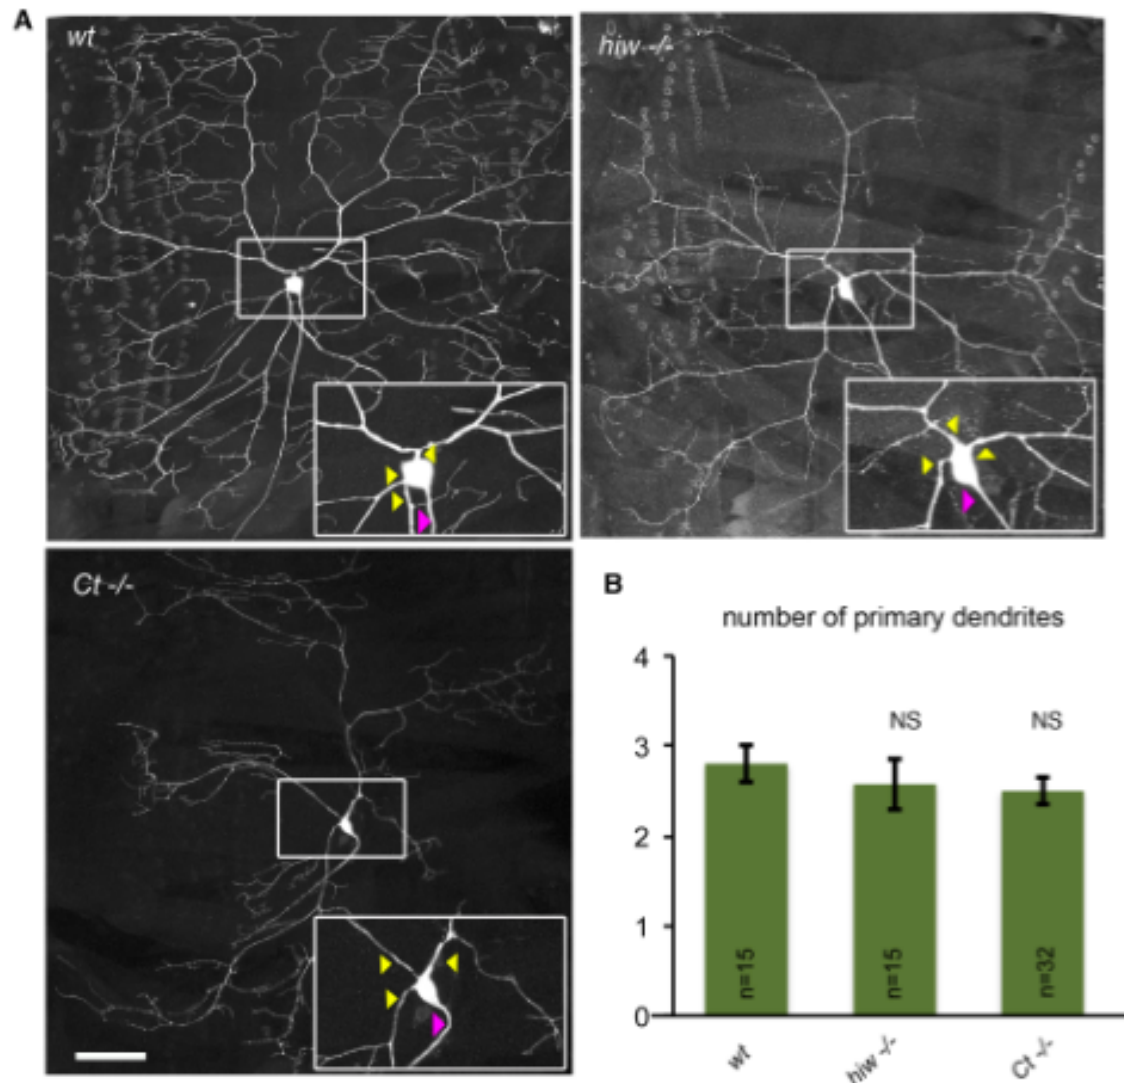 A
wt
hiw -/-
Ct -/-
B
number of primary dendrites
4
3
2
1
0
NS
NS
n=15
n=15
n=32
wt
hiw -/-
Ct -/-